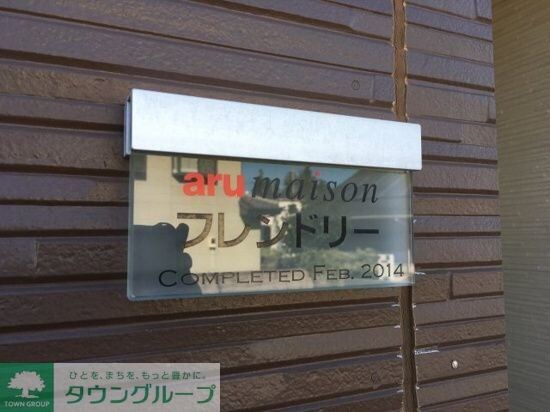 aru maison
フレンドリー
COMPLETED FEB. 2014
ひとを、まちを、もっと豊かに。
タウングループ
TOWN GROUP